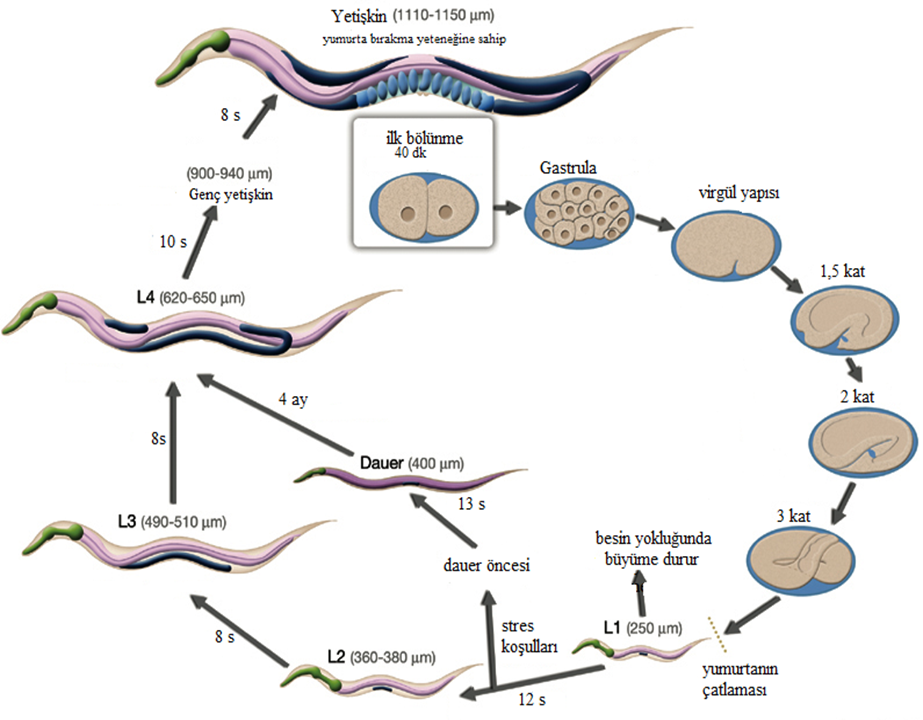 Yetişkin (1110-1150 µm)
yumurta bırakma yeteneğine sahip
8 s
ilk bölünme
40 dk
Gastrula
virgül yapısı
(900-940 µm)
Genç yetişkin
10 s
1,5 kat
L4 (620-650 µm)
2 kat
4 ay
8s
Dauer (400 µm)
13 s
3 kat
L3 (490-510 µm)
besin yokluğunda
büyüme durur
dauer öncesi
stres
koşulları
L1 (250 µm)
8 s
L2 (360-380 µm)
yumurtanın
çatlaması
12 s